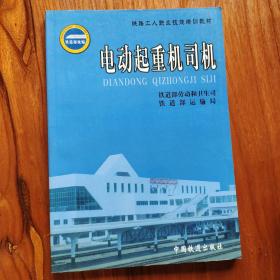 铁路工人职业技能培训教材
电动起重机司机
DIANDONG QIZHONGJI SIJI
铁道部劳动和卫生司
铁道部运输局
中国铁道出版社